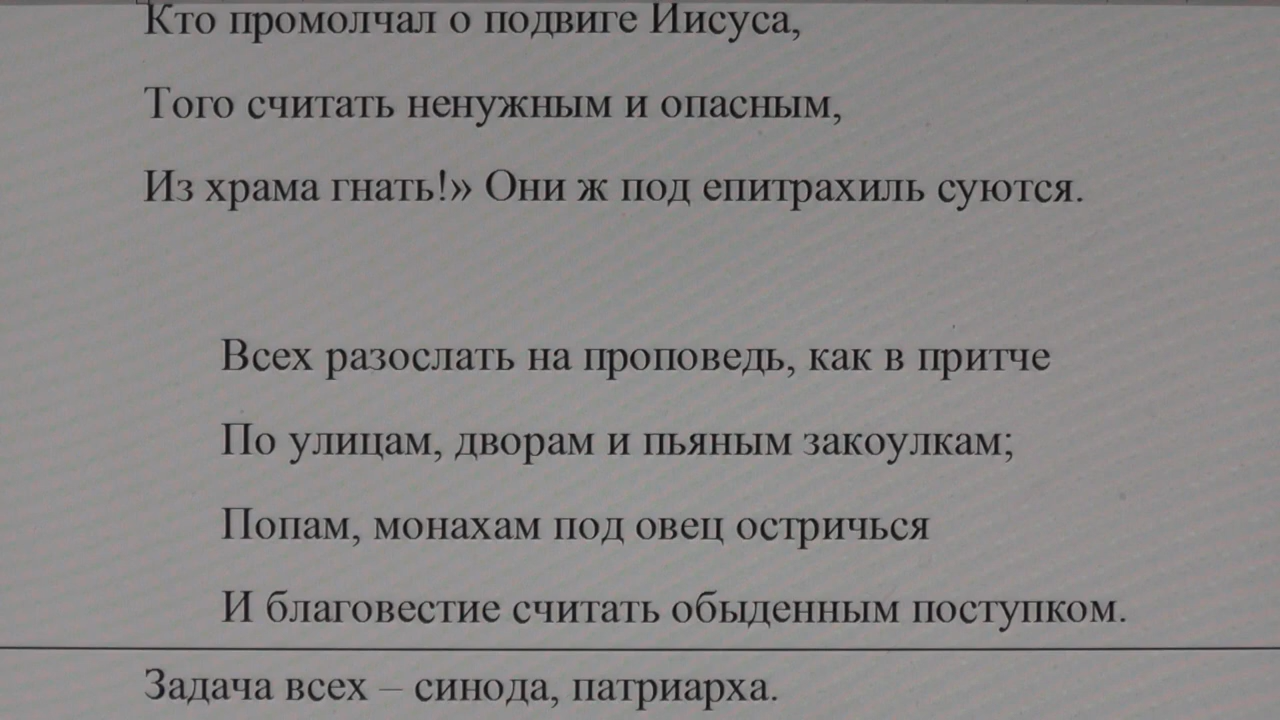 Кто промолчал о подвиге Иисуса,
Того считать ненужным и опасным,
Из храма гнать!» Они ж под епитрахиль суются.
Всех разослать на проповедь, как в притче
По улицам, дворам и пьяным закоулкам;
Попам, монахам под овец остричься
И благовестие считать обыденным поступком.
Задача всех – синода, патриарха.